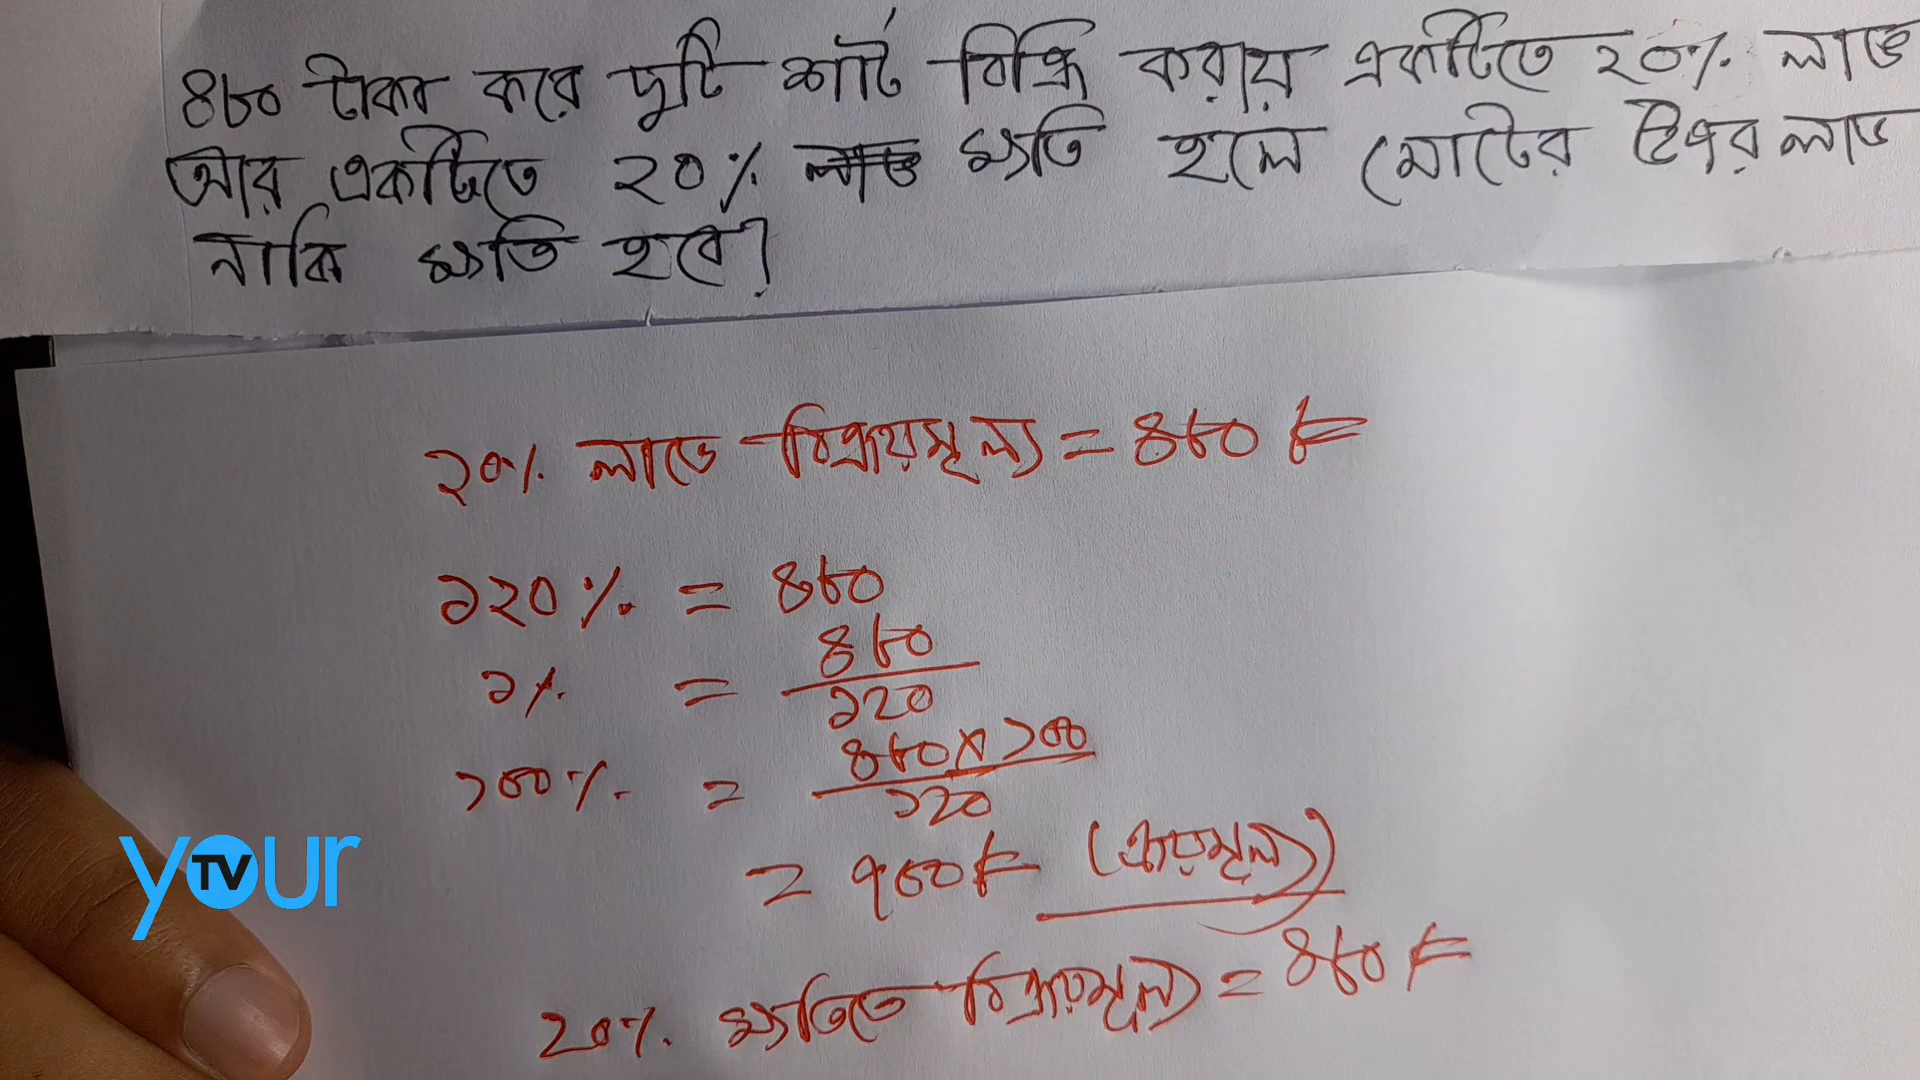 ৪৮০ টাকা করে দুটি শার্ট বিক্রি করায় একটিতে ২০% লাভ
আর একটিতে ২০% লাভ ক্ষতি হলে মোটের উপর লাভ
নাকি ক্ষতি হবে?
২০% লাভে বিক্রয়মূল্য = ৪৮০ ৳
১২০% = ৪৮০
১% = ৪৮০/১২০
১০০% = ৪৮০×১০০/১২০
= ৪০০৳ (ক্রয়মূল্য)
২০% ক্ষতিতে বিক্রয়মূল্য = ৪৮০ ৳
your TV